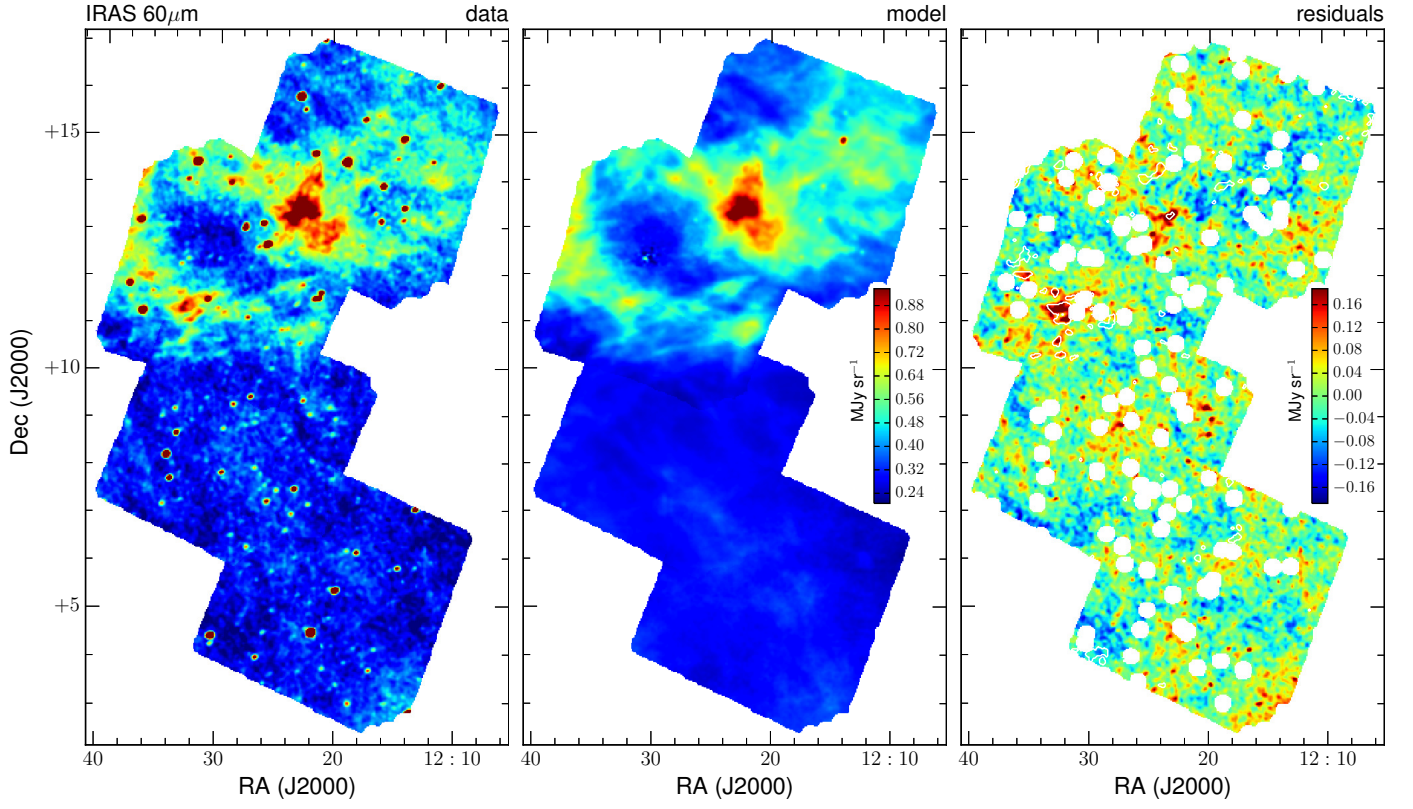 IRAS 60μm data
model
residuals
+15
+10
+5
Dec (J2000)
40 30 20 12 : 10
RA (J2000)
MJy sr⁻¹
0.88
0.80
0.72
0.64
0.56
0.48
0.40
0.32
0.24
40 30 20 12 : 10
RA (J2000)
MJy sr⁻¹
0.16
0.12
0.08
0.04
0.00
−0.04
−0.08
−0.12
−0.16
40 30 20 12 : 10
RA (J2000)